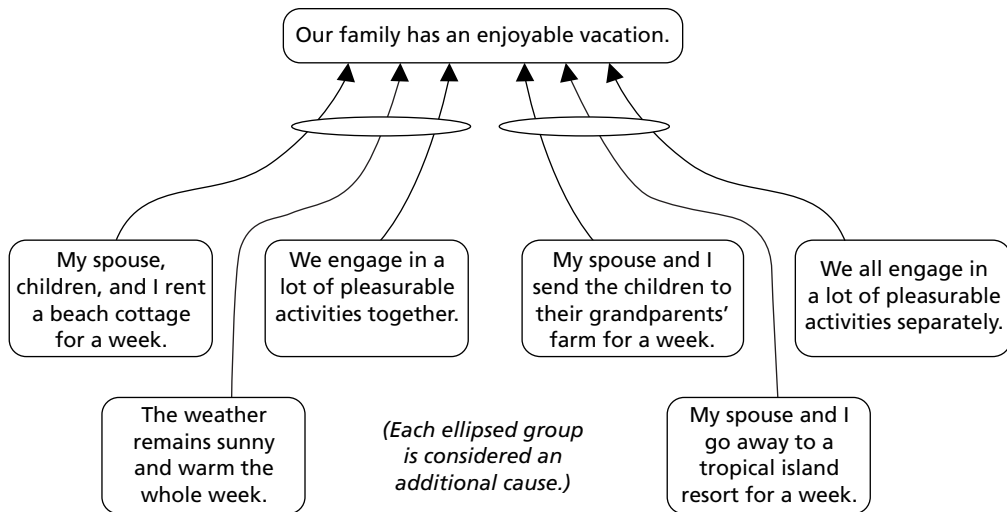 Our family has an enjoyable vacation.
My spouse,
children, and I rent
a beach cottage
for a week.
We engage in a
lot of pleasurable
activities together.
My spouse and I
send the children to
their grandparents’
farm for a week.
We all engage in
a lot of pleasurable
activities separately.
The weather
remains sunny
and warm the
whole week.
(Each ellipsed group
is considered an
additional cause.)
My spouse and I
go away to a
tropical island
resort for a week.